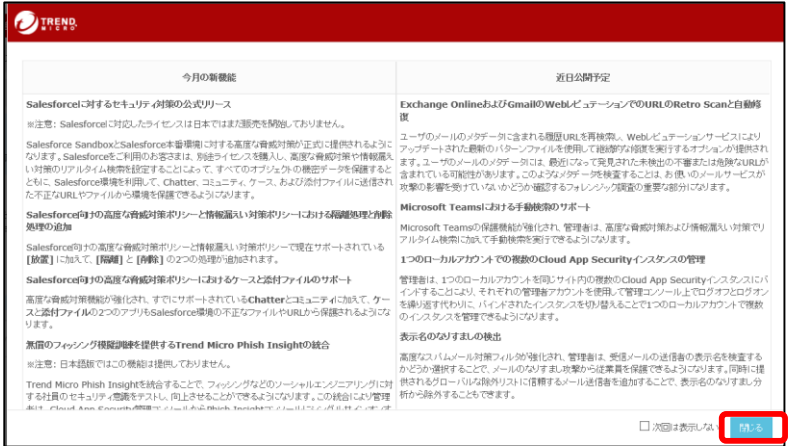 TREND
MICRO
今月の新機能
Salesforceに対するセキュリティ対策の公式リリース
※注意: Salesforceに対応したライセンスは日本ではまだ販売を開始しておりません。
Salesforce SandboxとSalesforce本番環境に対する高度な脅威対策が正式に提供されるように
なります。Salesforceをご利用のお客さまは、別途ライセンスを購入し、高度な脅威対策や情報漏え
い対策のリアルタイム検索を設定することによって、すべてのオブジェクトの機密データを保護すると
ともに、Salesforce環境を利用して、Chatter、コミュニティ、ケース、および添付ファイルに送信され
た不正なURLやファイルから環境を保護できるようになります。
Salesforce向けの高度な脅威対策ポリシーと情報漏えい対策ポリシーにおける隔離処理と削除
処理の追加
Salesforce向けの高度な脅威対策ポリシーと情報漏えい対策ポリシーで現在サポートされている
[放置] に加えて、[隔離] と [削除] の2つの処理が追加されます。
Salesforce向けの高度な脅威対策ポリシーにおけるケースと添付ファイルのサポート
高度な脅威対策機能が強化され、すでにサポートされているChatterとコミュニティに加えて、ケー
スと添付ファイルの2つのアプリもSalesforce環境の不正なファイルやURLから保護されるようにな
ります。
無償のフィッシング模擬訓練を提供するTrend Micro Phish Insightの統合
※注意: 日本語版ではこの機能は提供しておりません。
Trend Micro Phish Insightを統合することで、フィッシングなどのソーシャルエンジニアリングに対
する社員のセキュリティ意識をテストし、向上させることができるようになります。この統合により管理
者は、Cloud App Security管理コンソールからPhish Insightコンソールにシングルサインオンす
近日公開予定
Exchange OnlineおよびGmailのWebレピュテーションでのURLのRetro Scanと自動修
復
ユーザのメールのメタデータに含まれる履歴URLを再検索し、Webレピュテーションサービスにより
アップデートされた最新のパターンファイルを使用して継続的な修復を実行するオプションが提供され
ます。ユーザのメールのメタデータには、最近になって発見された未検出の不審または危険なURLが
含まれている可能性があります。このようなメタデータを検査することは、お使いのメールサービスが
攻撃の影響を受けていないかどうか確認するフォレンジック調査の重要な部分になります。
Microsoft Teamsにおける手動検索のサポート
Microsoft Teamsの保護機能が強化され、管理者は、高度な脅威対策および情報漏えい対策でリ
アルタイム検索に加えて手動検索を実行できるようになります。
1つのローカルアカウントでの複数のCloud App Securityインスタンスの管理
管理者は、1つのローカルアカウントを同じサイト内の複数のCloud App Securityインスタンスにバ
インドすることにより、それぞれの管理者アカウントを使用して管理コンソール上でログオフとログオン
を繰り返す代わりに、バインドされたインスタンスを切り替えることで1つのローカルアカウントで複数
のインスタンスを管理できるようになります。
表示名のなりすましの検出
高度なスパムメール対策フィルタが強化され、管理者は、受信メールの送信者の表示名を検査する
かどうか選択することで、メールのなりすまし攻撃から従業員を保護できるようになります。同時に提
供されるグローバルな除外リストに信頼するメール送信者を追加することで、表示名のなりすまし分
析から除外することもできます。
次回は表示しない
閉じる